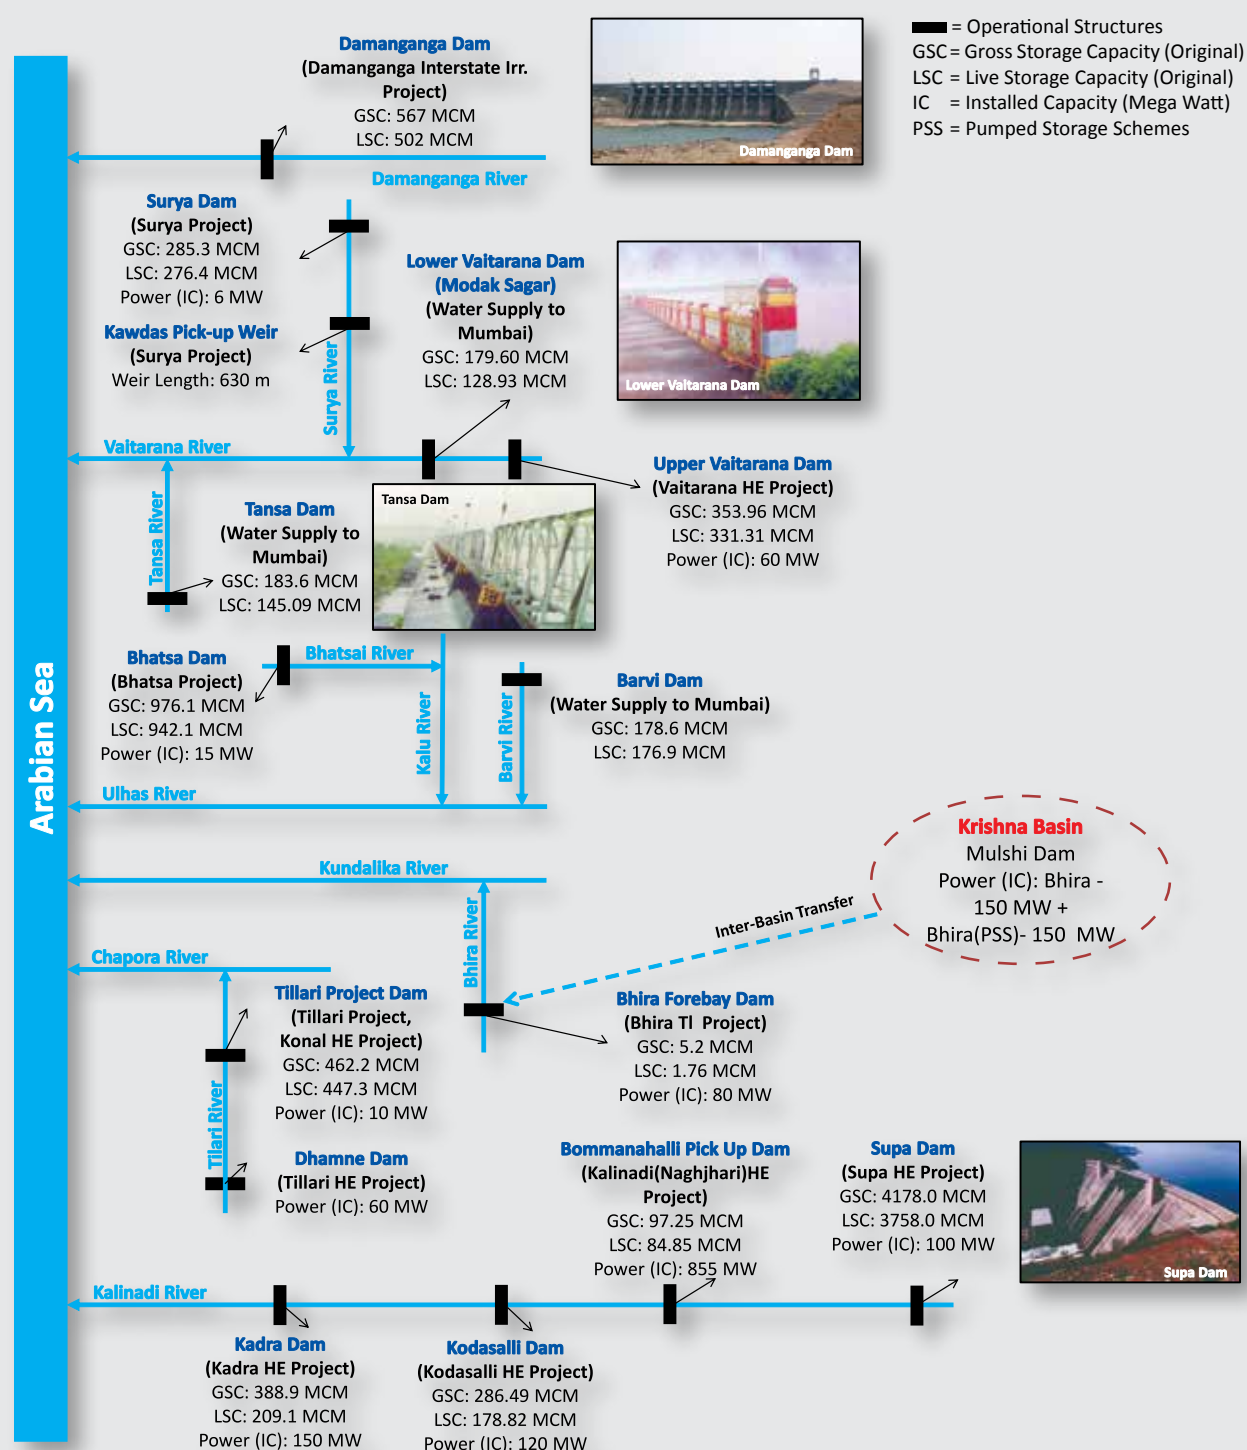 = Operational Structures
GSC = Gross Storage Capacity (Original)
LSC = Live Storage Capacity (Original)
IC = Installed Capacity (Mega Watt)
PSS = Pumped Storage Schemes
Arabian Sea
Damanganga Dam
(Damanganga Interstate Irr.
Project)
GSC: 567 MCM
LSC: 502 MCM
Damanganga Dam
Damanganga River
Surya Dam
(Surya Project)
GSC: 285.3 MCM
LSC: 276.4 MCM
Power (IC): 6 MW
Kawdas Pick-up Weir
(Surya Project)
Weir Length: 630 m
Surya River
Lower Vaitarana Dam
(Modak Sagar)
(Water Supply to
Mumbai)
GSC: 179.60 MCM
LSC: 128.93 MCM
Lower Vaitarana Dam
Vaitarana River
Upper Vaitarana Dam
(Vaitarana HE Project)
GSC: 353.96 MCM
LSC: 331.31 MCM
Power (IC): 60 MW
Tansa River
Tansa Dam
(Water Supply to
Mumbai)
GSC: 183.6 MCM
LSC: 145.09 MCM
Tansa Dam
Bhatsa Dam
(Bhatsa Project)
GSC: 976.1 MCM
LSC: 942.1 MCM
Power (IC): 15 MW
Bhatsai River
Kalu River
Barvi River
Barvi Dam
(Water Supply to Mumbai)
GSC: 178.6 MCM
LSC: 176.9 MCM
Ulhas River
Krishna Basin
Mulshi Dam
Power (IC): Bhira -
150 MW +
Bhira(PSS)- 150 MW
Inter-Basin Transfer
Kundalika River
Bhira River
Chapora River
Bhira Forebay Dam
(Bhira Tl Project)
GSC: 5.2 MCM
LSC: 1.76 MCM
Power (IC): 80 MW
Tillari Project Dam
(Tillari Project,
Konal HE Project)
GSC: 462.2 MCM
LSC: 447.3 MCM
Power (IC): 10 MW
Tilari River
Dhamne Dam
(Tillari HE Project)
Power (IC): 60 MW
Bommanahalli Pick Up Dam
(Kalinadi(Naghjhari)HE
Project)
GSC: 97.25 MCM
LSC: 84.85 MCM
Power (IC): 855 MW
Supa Dam
(Supa HE Project)
GSC: 4178.0 MCM
LSC: 3758.0 MCM
Power (IC): 100 MW
Supa Dam
Kalinadi River
Kadra Dam
(Kadra HE Project)
GSC: 388.9 MCM
LSC: 209.1 MCM
Power (IC): 150 MW
Kodasalli Dam
(Kodasalli HE Project)
GSC: 286.49 MCM
LSC: 178.82 MCM
Power (IC): 120 MW